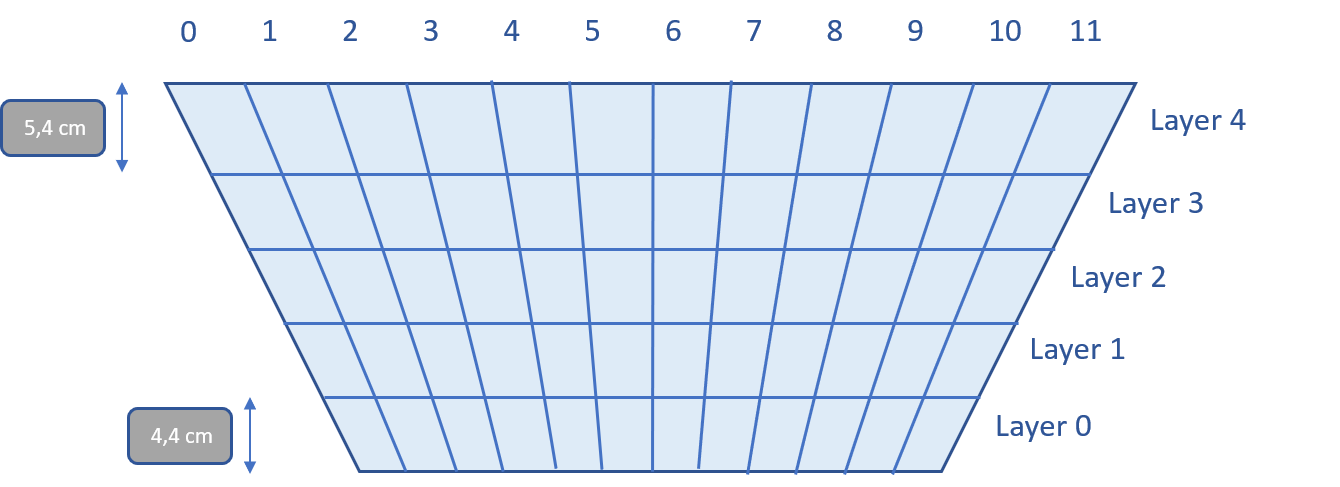 0 1 2 3 4 5 6 7 8 9 10 11
5,4 cm
Layer 4
Layer 3
Layer 2
Layer 1
4,4 cm
Layer 0